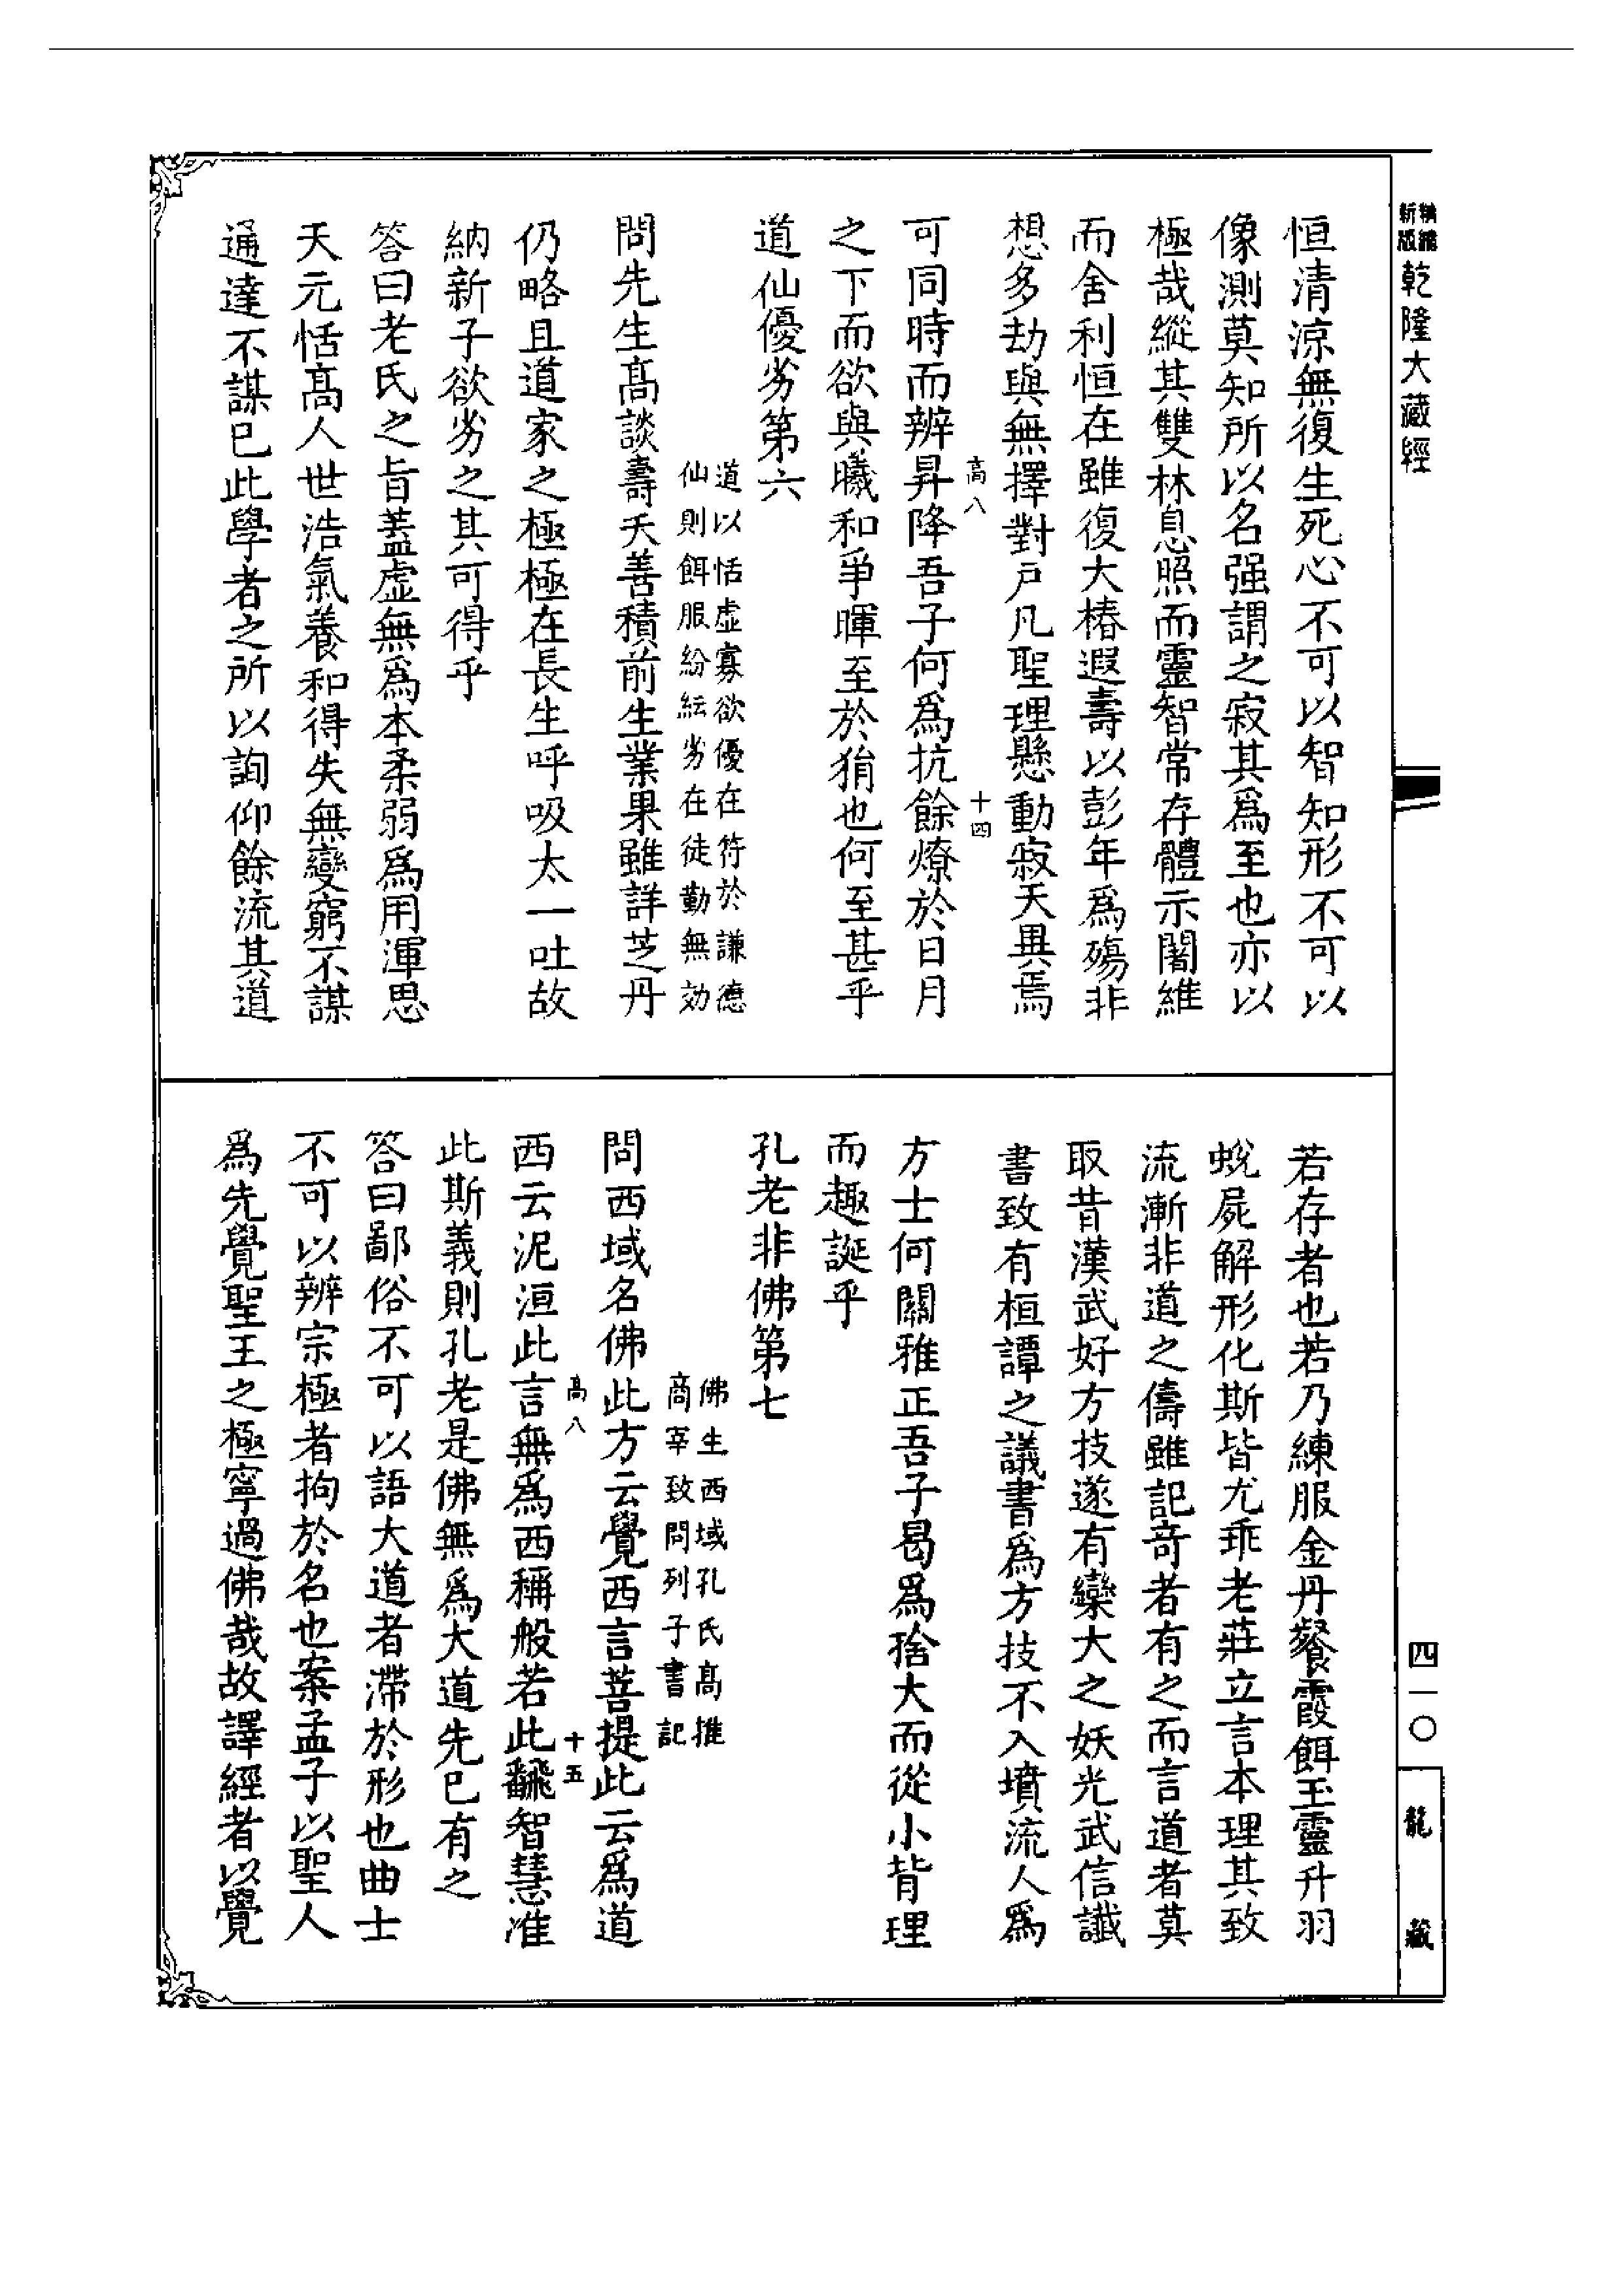 精縮
新版
乾隆大藏經
恒清涼無復生死心不可以智知形不可以
像測莫知所以名强謂之寂其爲至也亦以
極哉縱其雙林息照而靈智常存體示闍維
而舍利恒在雖復大椿遐壽以彭年爲殤非
想多劫與無擇對戶凡聖理懸動寂天異焉
高八
十四
可同時而辨昇降吾子何爲抗餘燎於日月
之下而欲與曦和爭暉至於狷也何至甚乎
道仙優劣第六
道以恬虛寡欲優在符於謙德
仙則餌服紛紜劣在徒勤無効
問先生髙談壽夭善積前生業果雖詳芝丹
仍略且道家之極極在長生呼吸太一吐故
納新子欲劣之其可得乎
答曰老氏之旨蓋虛無爲本柔弱爲用渾思
天元恬髙人世浩氣養和得失無變窮不謀
通達不謀已此學者之所以詢仰餘流其道
若存者也若乃練服金丹餐霞餌玉靈升羽
蛻屍解形化斯皆尤乖老莊立言本理其致
流漸非道之儔雖記奇者有之而言道者莫
取昔漢武好方技遂有欒大之妖光武信讖
書致有桓譚之議書爲方技不入墳流人爲
方士何關雅正吾子曷爲捨大而從小背理
而趣誕乎
孔老非佛第七
佛生西域孔氏髙推
商宰致問列子書記
問西域名佛此方云覺西言菩提此云爲道
高八
十五
西云泥洹此言無爲西稱般若此飜智慧准
此斯義則孔老是佛無爲大道先已有之
答曰鄙俗不可以語大道者滯於形也曲士
不可以辨宗極者拘於名也案孟子以聖人
爲先覺聖王之極寧過佛哉故譯經者以覺
四一〇
龍藏